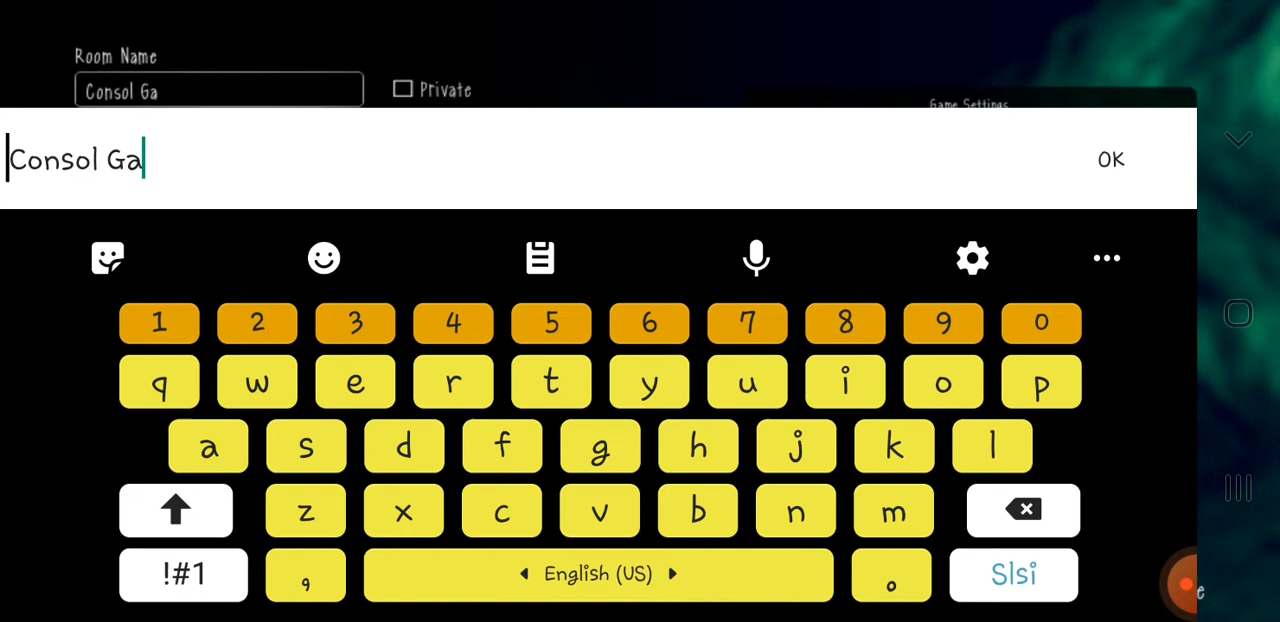 Room Name
Consol Ga
Private
Game Settings
Consol Ga
OK
1 2 3 4 5 6 7 8 9 0
q w e r t y u i o p
a s d f g h j k l
z x c v b n m
!#1 , English (US) . Slsi
e